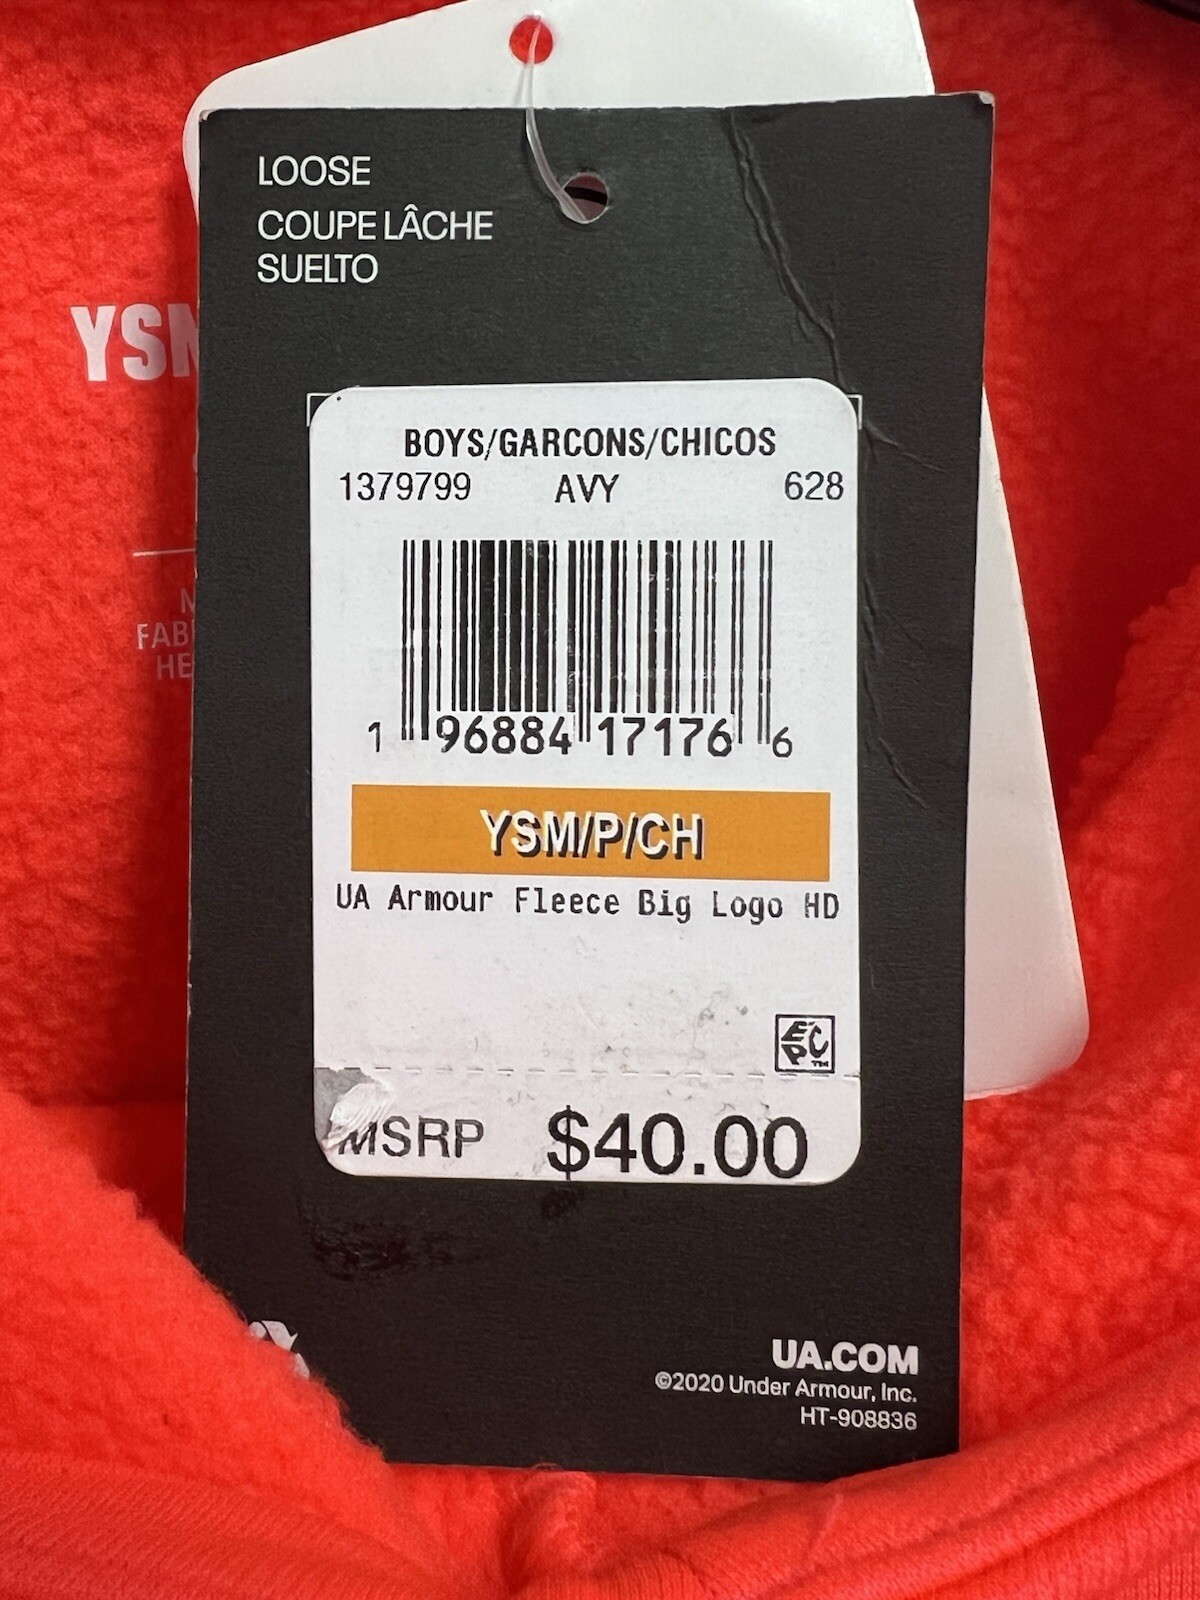 LOOSE
COUPE LÂCHE
SUELTO
BOYS/GARCONS/CHICOS
1379799 AVY 628
1 96884 17176 6
YSM/P/CH
UA Armour Fleece Big Logo HD
MSRP $40.00
UA.COM
©2020 Under Armour, Inc.
HT-908836